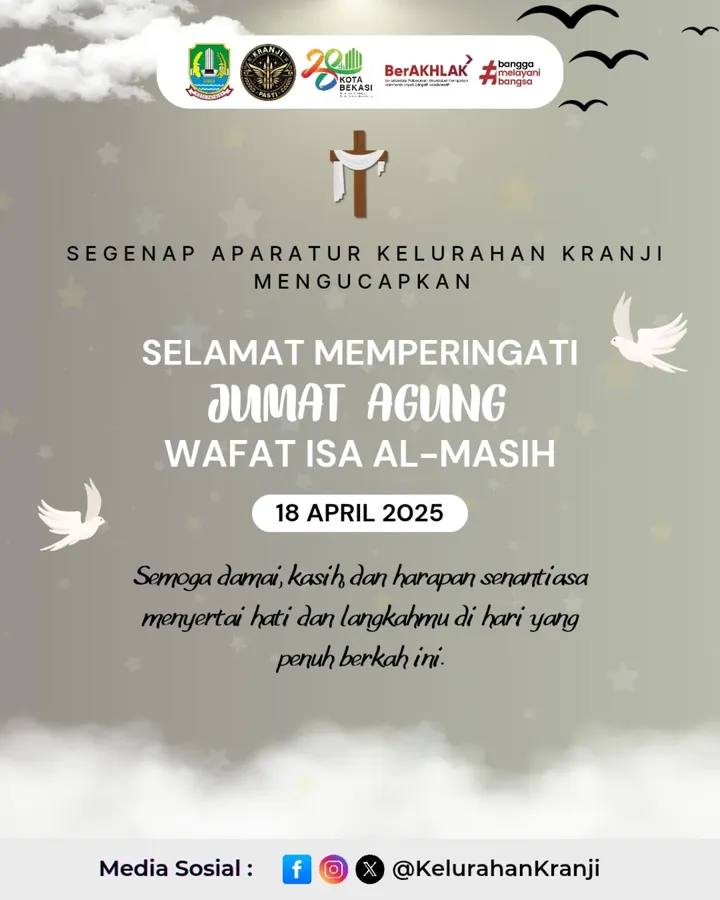 KRANJI
PASTI
28 KOTA
BEKASI
BerAKHLAK
#bangga
melayani
bangsa
SEGENAP APARATUR KELURAHAN KRANJI
MENGUCAPKAN
SELAMAT MEMPERINGATI
JUMAT AGUNG
WAFAT ISA AL-MASIH
18 APRIL 2025
Semoga damai, kasih, dan harapan senantiasa
menyertai hati dan langkahmu di hari yang
penuh berkah ini.
Media Sosial : @KelurahanKranji